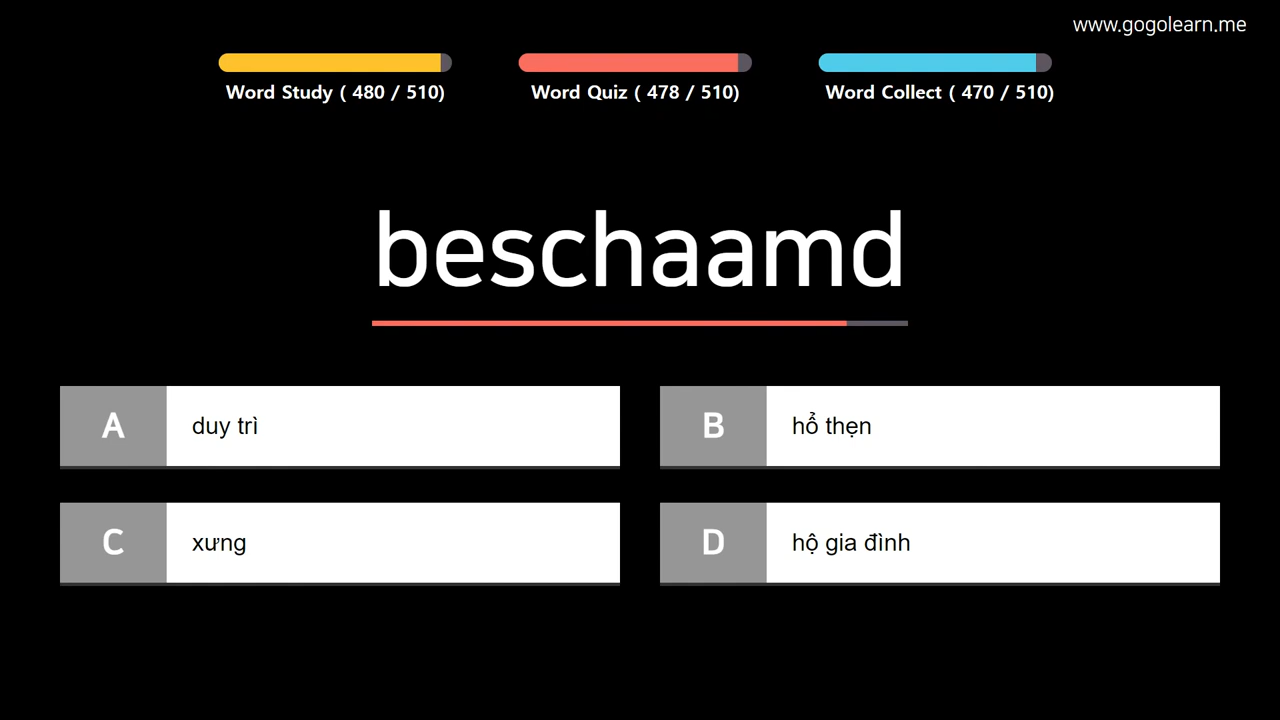 www.gogolearn.me
Word Study ( 480 / 510)
Word Quiz ( 478 / 510)
Word Collect ( 470 / 510)
beschaamd
A
duy trì
B
hổ thẹn
C
xưng
D
hộ gia đình